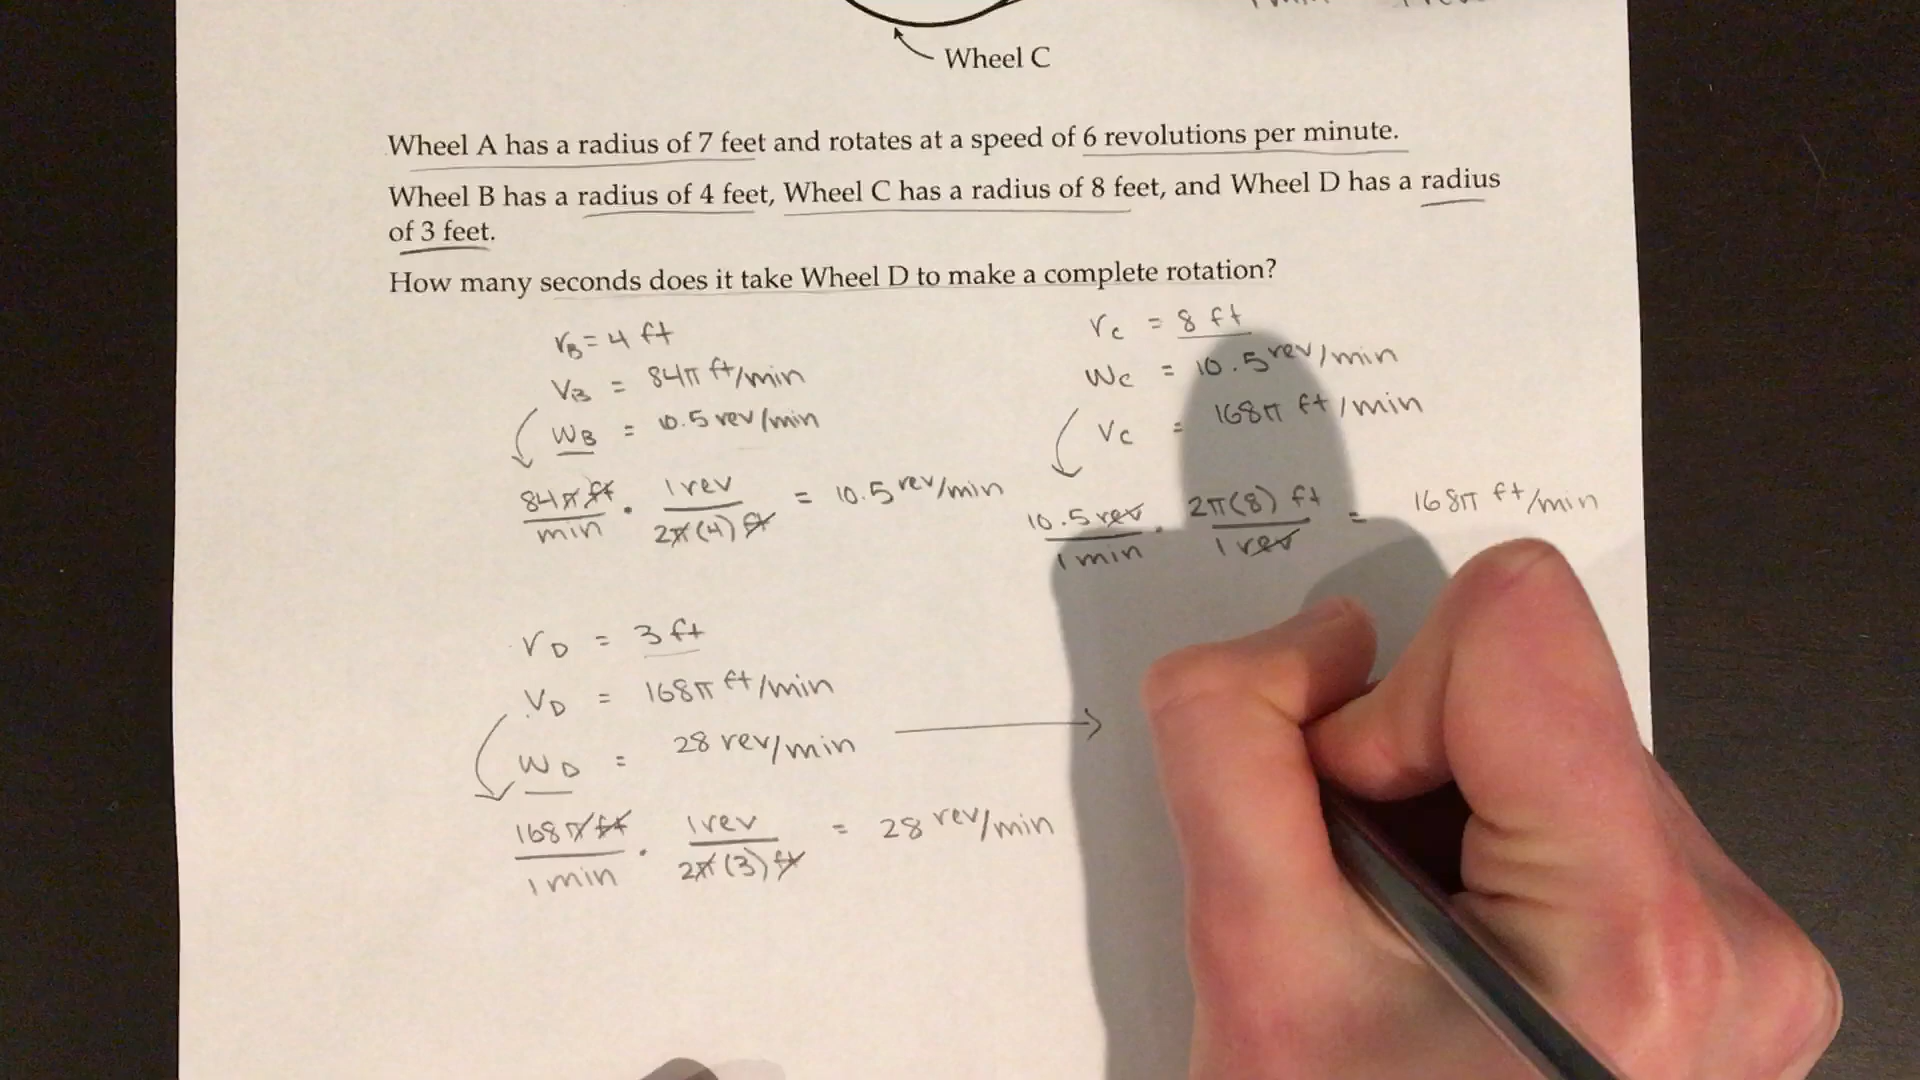 Wheel C
Wheel A has a radius of 7 feet and rotates at a speed of 6 revolutions per minute.
Wheel B has a radius of 4 feet, Wheel C has a radius of 8 feet, and Wheel D has a radius
of 3 feet.
How many seconds does it take Wheel D to make a complete rotation?
r_B = 4 ft
v_B = 84π ft/min
w_B = 10.5 rev/min
84π ft/min · 1 rev/2π(4) ft = 10.5 rev/min
r_C = 8 ft
w_C = 10.5 rev/min
v_C = 168π ft/min
10.5 rev/1 min · 2π(8) ft/1 rev = 168π ft/min
r_D = 3 ft
v_D = 168π ft/min
w_D = 28 rev/min
168π ft/1 min · 1 rev/2π(3) ft = 28 rev/min